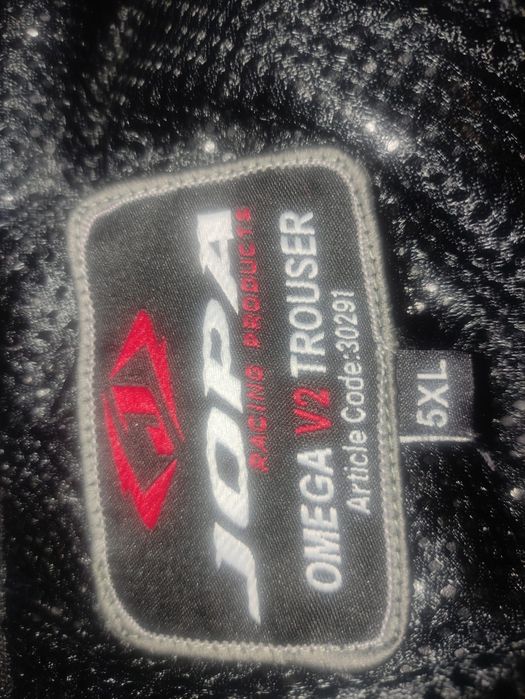 JOPA
RACING PRODUCTS
OMEGA V2 TROUSER
Article Code:30291
5XL